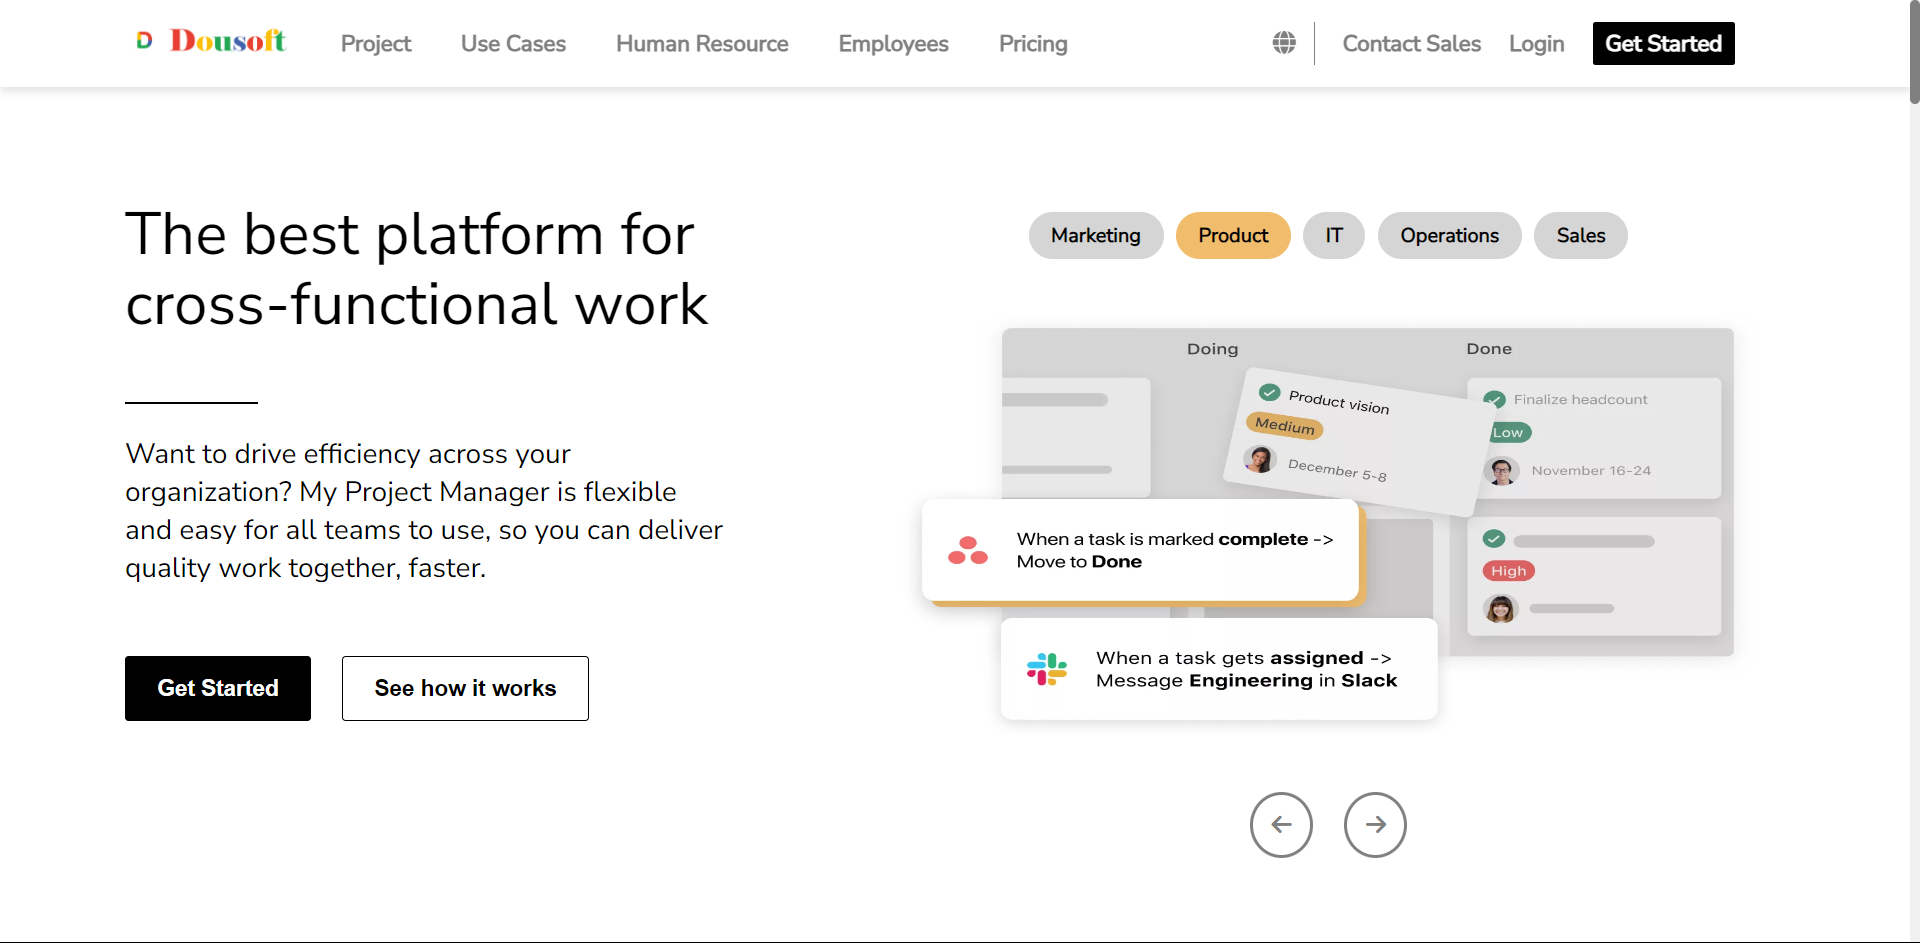 D Dousoft
Project
Use Cases
Human Resource
Employees
Pricing
Contact Sales
Login
Get Started
The best platform for
cross-functional work
Want to drive efficiency across your
organization? My Project Manager is flexible
and easy for all teams to use, so you can deliver
quality work together, faster.
Get Started
See how it works
Marketing
Product
IT
Operations
Sales
Doing
Product vision
Medium
December 5-8
Done
Finalize headcount
Low
November 16-24
High
When a task is marked complete ->
Move to Done
When a task gets assigned ->
Message Engineering in Slack